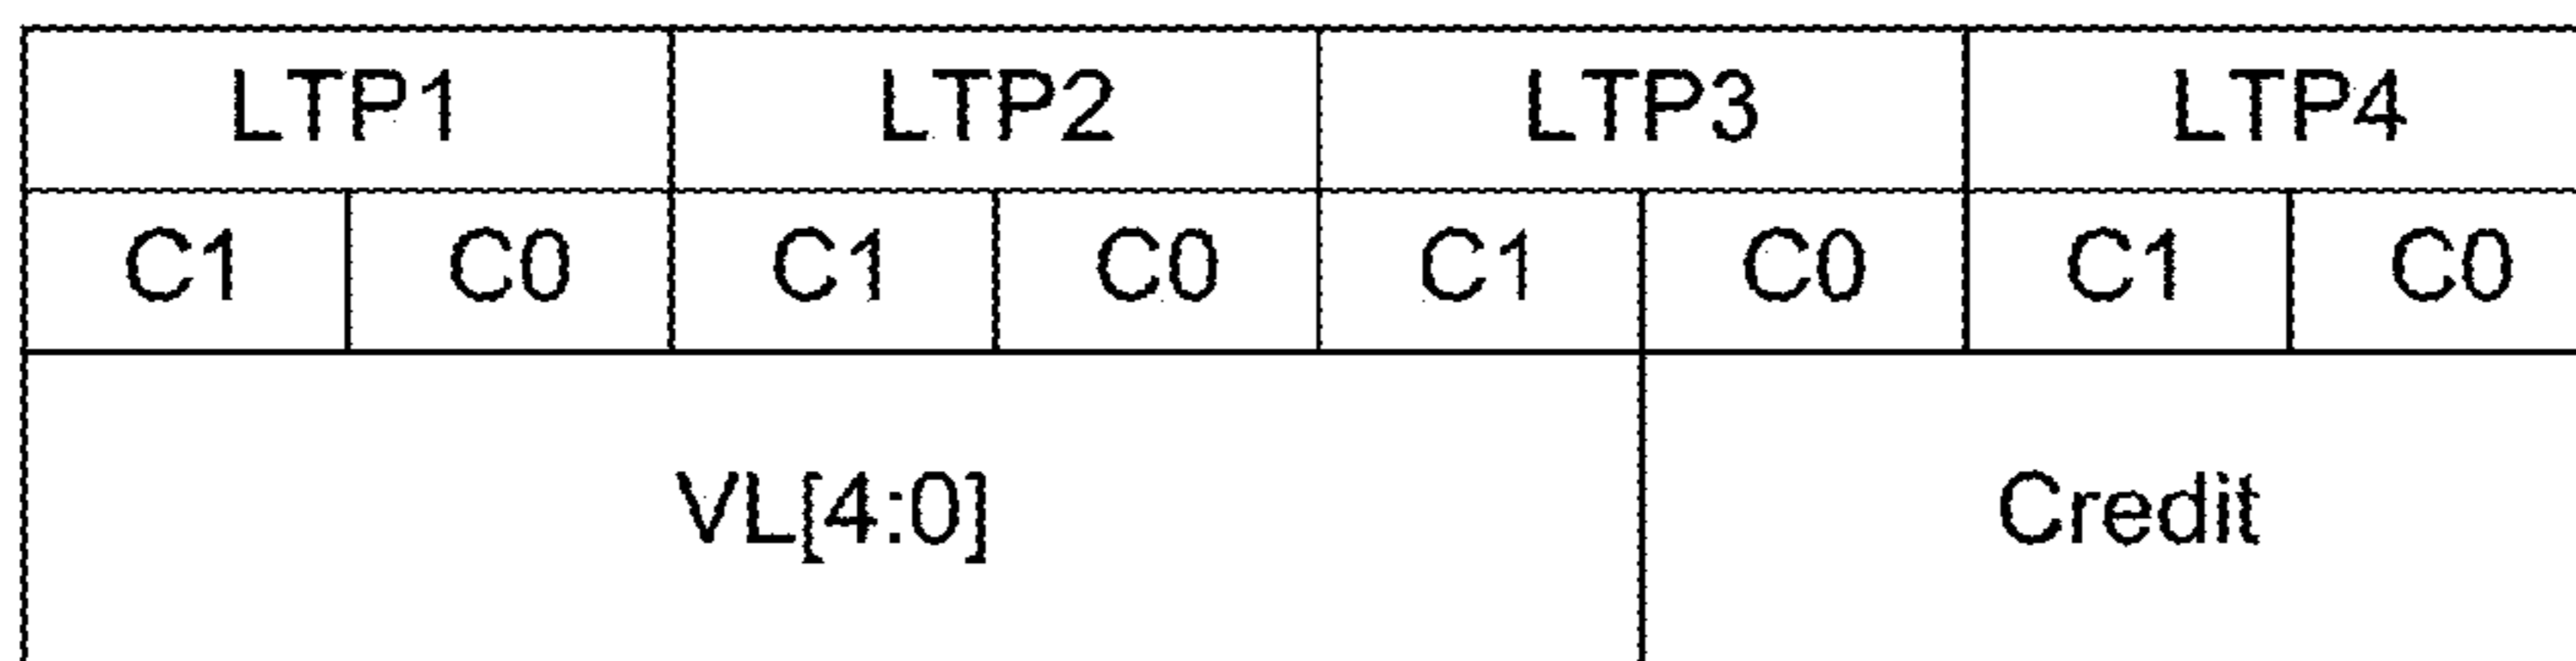 LTP1 LTP2 LTP3 LTP4
C1 C0 C1 C0 C1 C0 C1 C0
VL[4:0] Credit